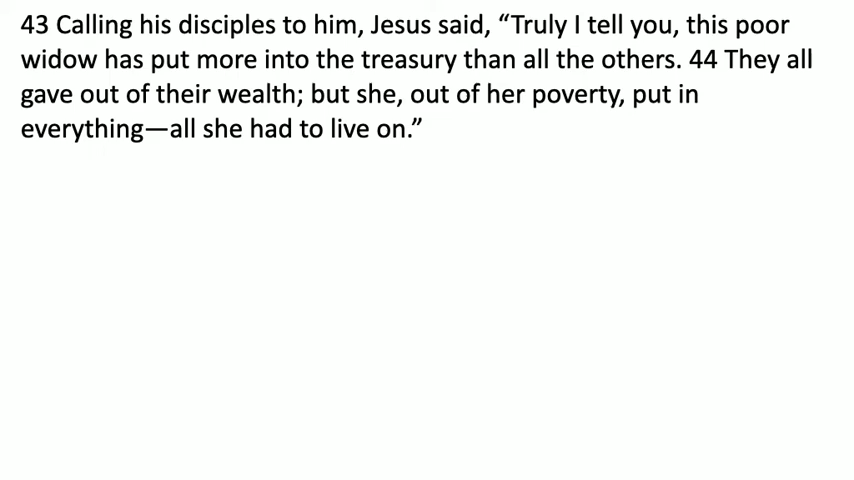 43 Calling his disciples to him, Jesus said, “Truly I tell you, this poor
widow has put more into the treasury than all the others. 44 They all
gave out of their wealth; but she, out of her poverty, put in
everything—all she had to live on.”